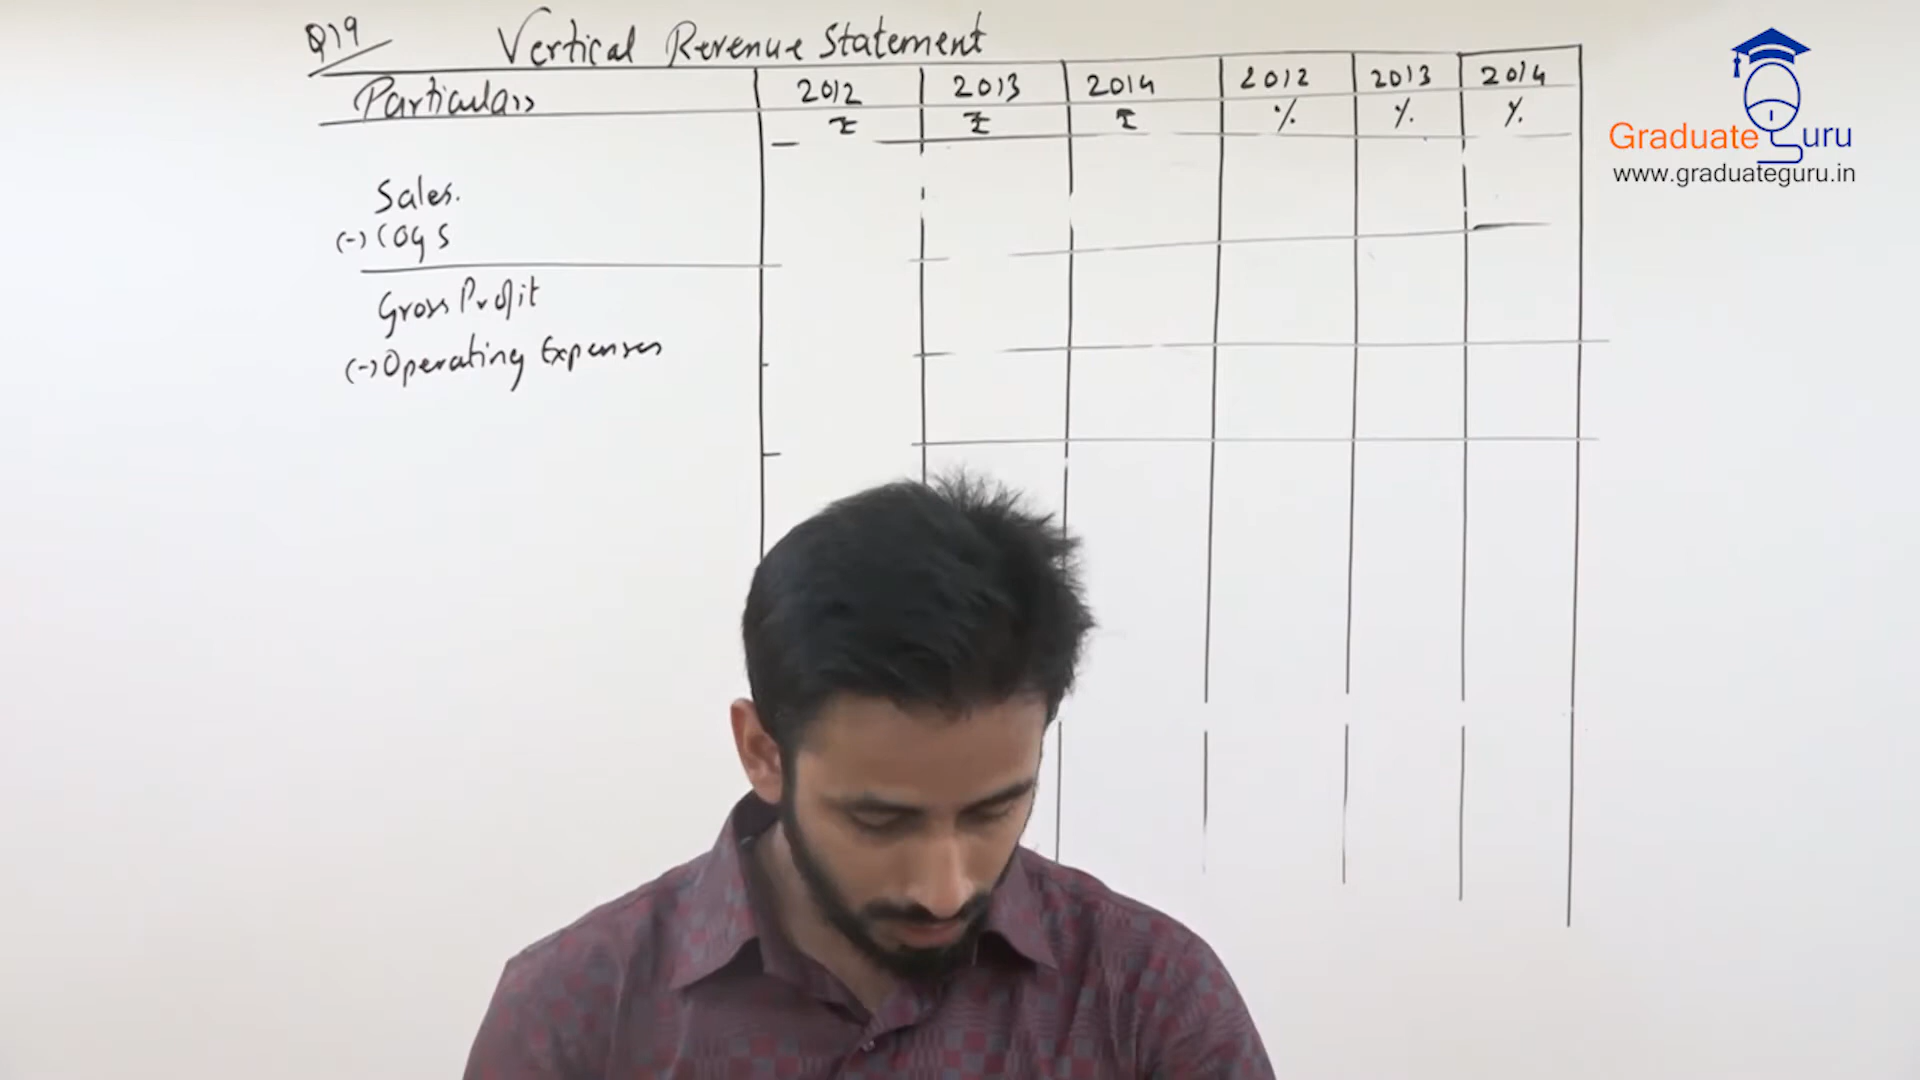 Q19 Vertical Revenue Statement
Particulars 2012 2013 2014 2012 2013 2014
₹ ₹ ₹ % % %
Sales.
(-) COGS
Gross Profit
(-) Operating Expenses
Graduate Guru
www.graduateguru.in